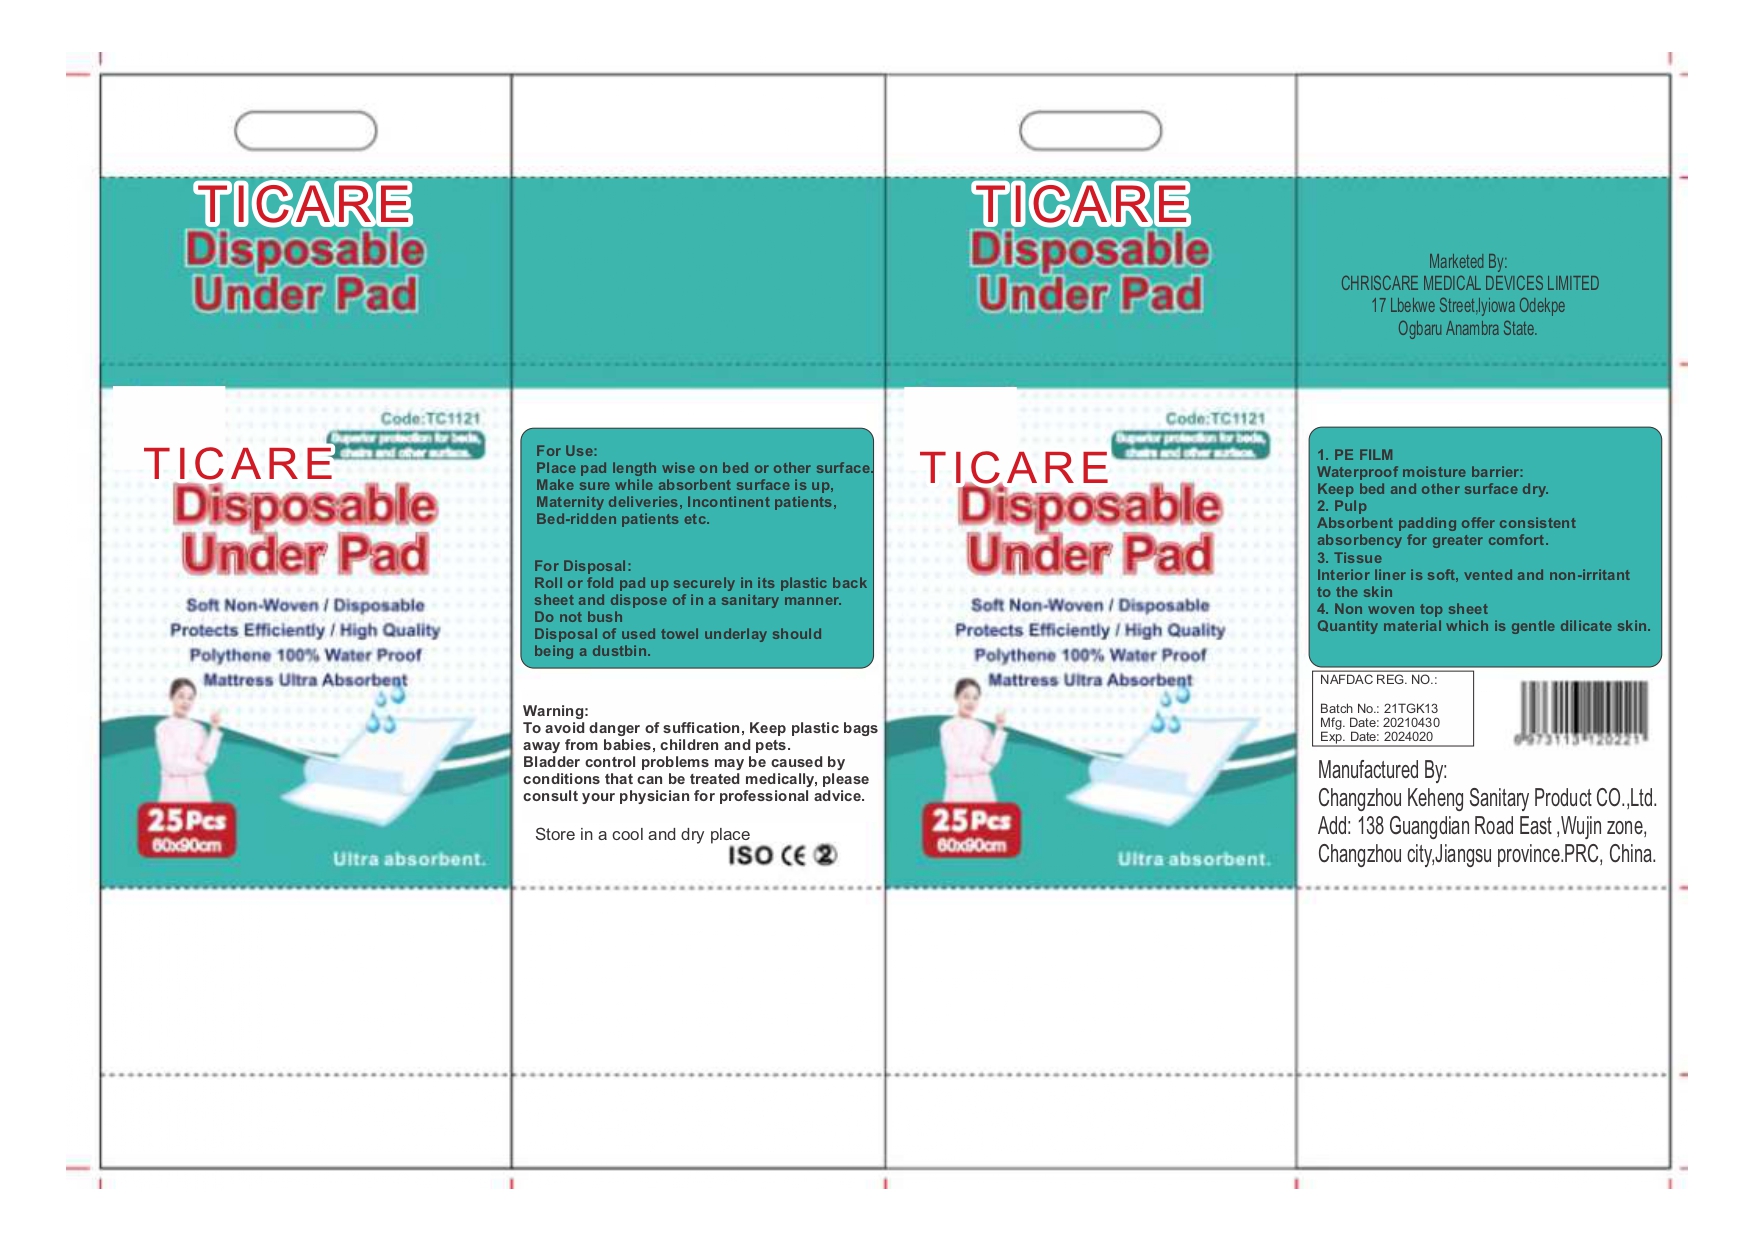 TICARE
Disposable
Under Pad
Code:TC1121
Superior protection for beds,
chairs and other surface.
TICARE
Disposable
Under Pad
Soft Non-Woven / Disposable
Protects Efficiently / High Quality
Polythene 100% Water Proof
Mattress Ultra Absorbent
25Pcs
60x90cm
Ultra absorbent.
For Use:
Place pad length wise on bed or other surface.
Make sure while absorbent surface is up,
Maternity deliveries, Incontinent patients,
Bed-ridden patients etc.
For Disposal:
Roll or fold pad up securely in its plastic back
sheet and dispose of in a sanitary manner.
Do not bush
Disposal of used towel underlay should
being a dustbin.
Warning:
To avoid danger of suffication, Keep plastic bags
away from babies, children and pets.
Bladder control problems may be caused by
conditions that can be treated medically, please
consult your physician for professional advice.
Store in a cool and dry place
ISO CE 2
TICARE
Disposable
Under Pad
Code:TC1121
Superior protection for beds,
chairs and other surface.
TICARE
Disposable
Under Pad
Soft Non-Woven / Disposable
Protects Efficiently / High Quality
Polythene 100% Water Proof
Mattress Ultra Absorbent
25Pcs
60x90cm
Ultra absorbent.
Marketed By:
CHRISCARE MEDICAL DEVICES LIMITED
17 Lbekwe Street,Iyiowa Odekpe
Ogbaru Anambra State.
1. PE FILM
Waterproof moisture barrier:
Keep bed and other surface dry.
2. Pulp
Absorbent padding offer consistent
absorbency for greater comfort.
3. Tissue
Interior liner is soft, vented and non-irritant
to the skin
4. Non woven top sheet
Quantity material which is gentle dilicate skin.
NAFDAC REG. NO.:
Batch No.: 21TGK13
Mfg. Date: 20210430
Exp. Date: 2024020
6 973113 120221
Manufactured By:
Changzhou Keheng Sanitary Product CO.,Ltd.
Add: 138 Guangdian Road East ,Wujin zone,
Changzhou city,Jiangsu province.PRC, China.